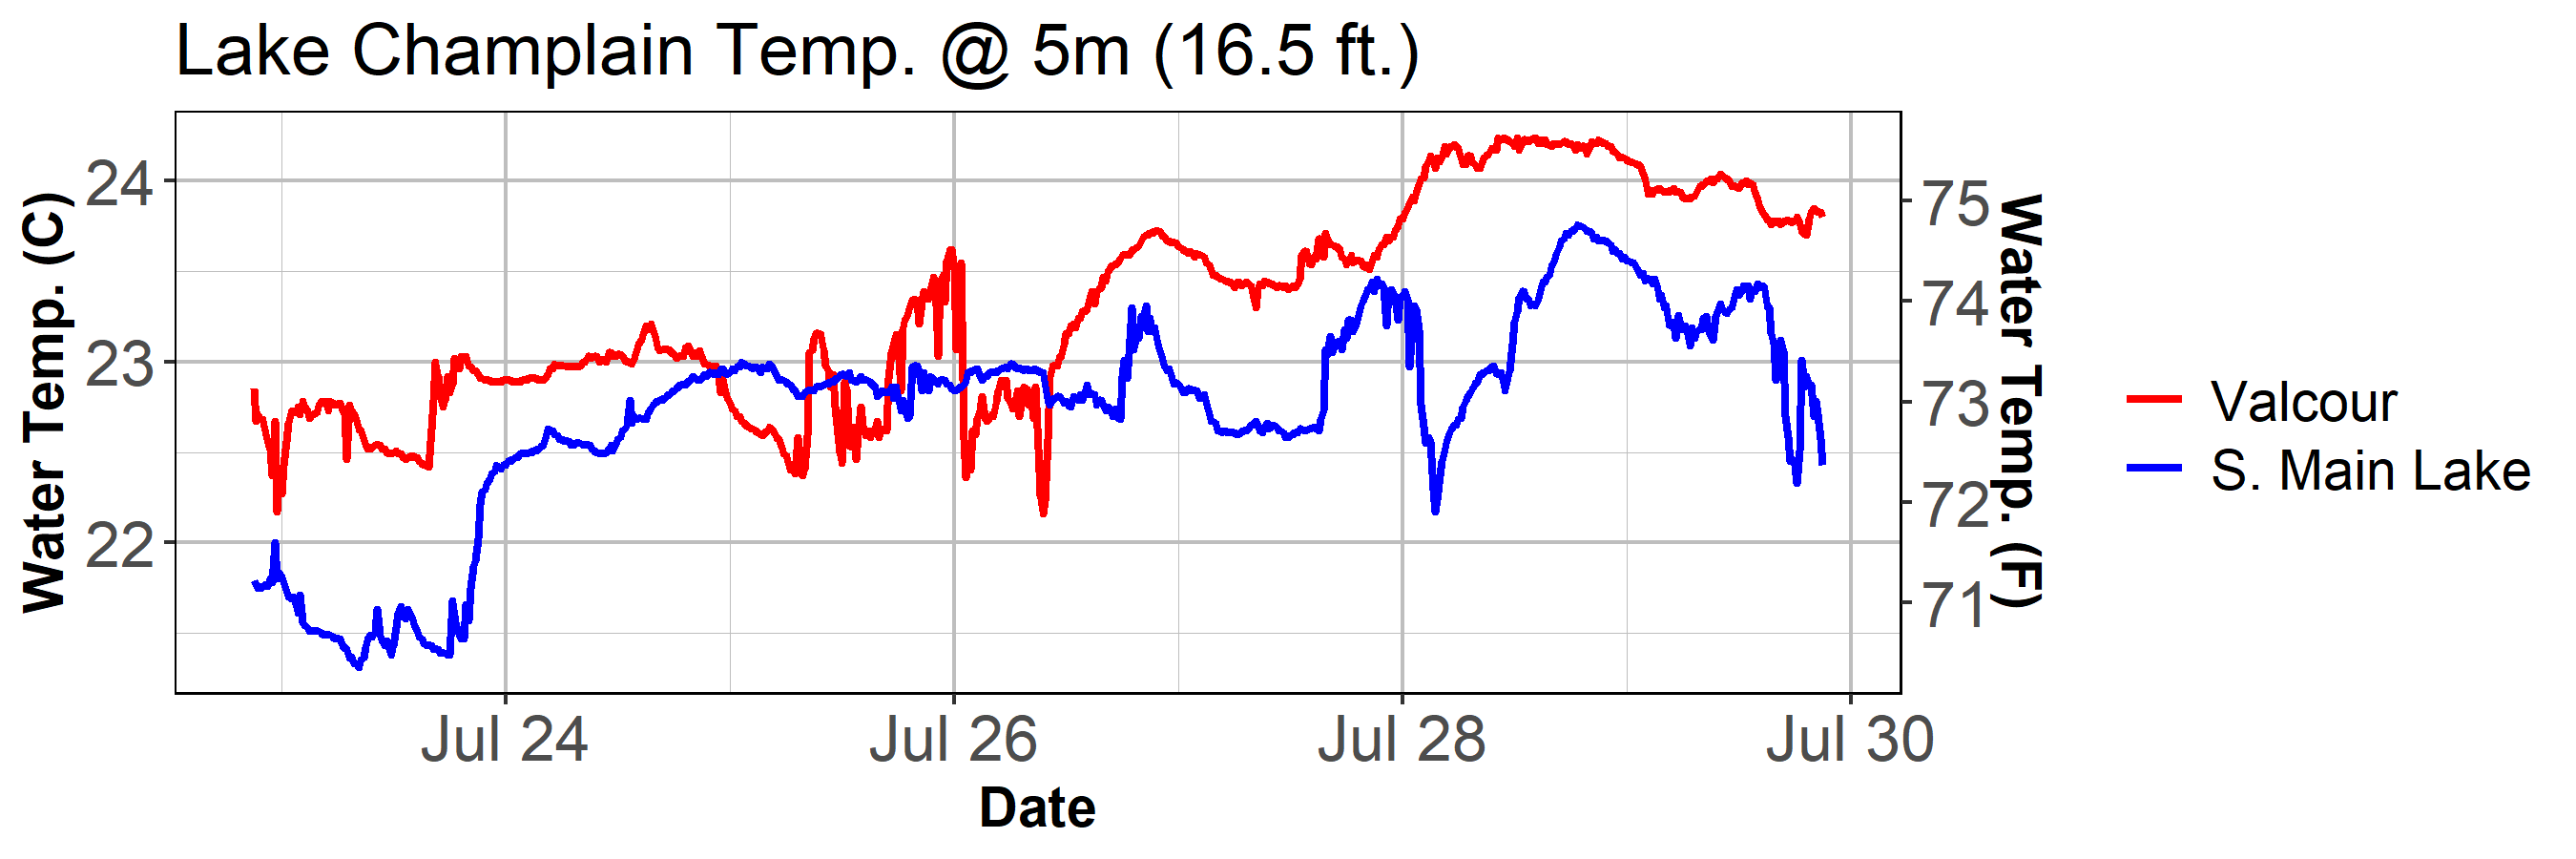 Lake Champlain Temp. @ 5m (16.5 ft.)
Water Temp. (C)
24
23
22
75
74
73
72
71
Water Temp. (F)
Jul 24
Jul 26
Jul 28
Jul 30
Date
Valcour
S. Main Lake